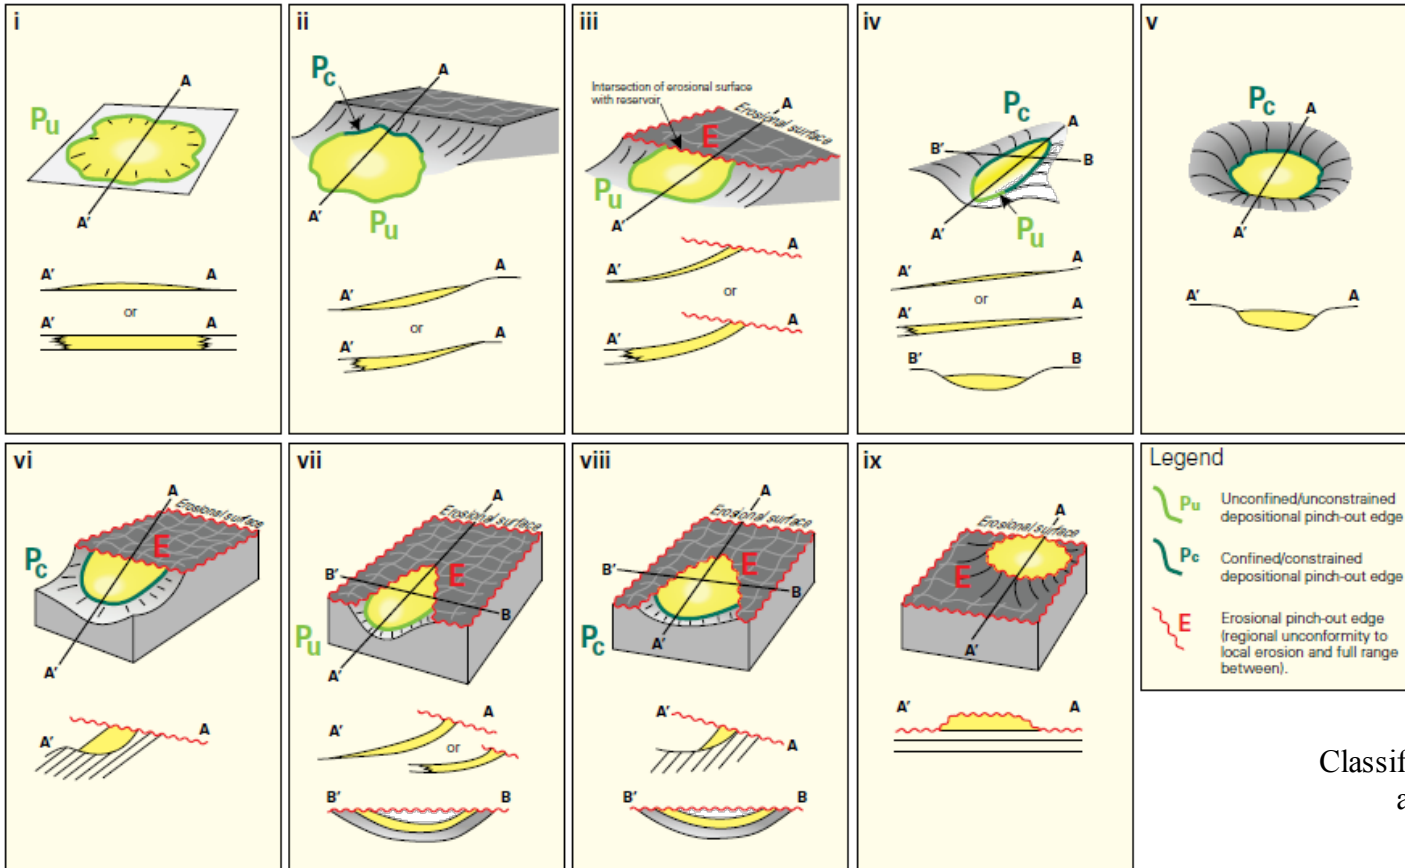 i
A
Pu
A'
A' A
or
A' A
ii
Pc
A
A'
Pu
A
A'
or
A' A
iii
Intersection of erosional surface
with reservoir
A
Erosional surface
E
Pu
A'
A
A'
or
A'
A
iv
Pc
A
B'
B
A'
Pu
A
A'
or
A' A
B' B
v
Pc
A
A'
A' A
vi
A
Erosional surface
E
Pc
A'
A' A
vii
A
Erosional surface
B'
E
B
Pu
A'
A
A'
or
B' B
viii
A
Erosional surface
B'
E
B
Pc
A'
A'
A
B' B
ix
A
Erosional surface
E
A'
A' A
Legend
Pu Unconfined/unconstrained
depositional pinch-out edge
Pc Confined/constrained
depositional pinch-out edge
E Erosional pinch-out edge
(regional unconformity to
local erosion and full range
between).
Classif
a